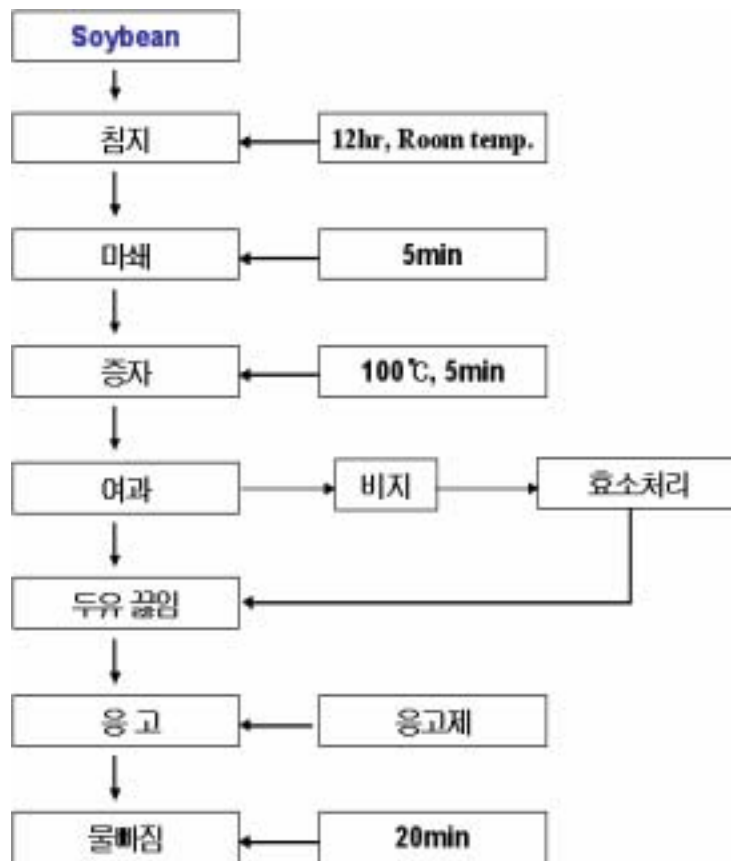 Soybean
침지
12hr, Room temp.
마쇄
5min
증자
100℃, 5min
여과
비지
효소처리
두유 끓임
응 고
응고제
물빠짐
20min